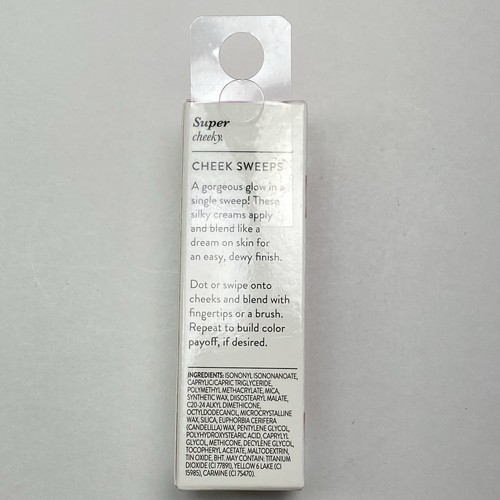 Super
cheeky.
CHEEK SWEEPS
A gorgeous glow in a
single sweep! These
silky creams apply
and blend like a
dream on skin for
an easy, dewy finish.
Dot or swipe onto
cheeks and blend with
fingertips or a brush.
Repeat to build color
payoff, if desired.
INGREDIENTS: ISONONYL ISONONANOATE,
CAPRYLIC/CAPRIC TRIGLYCERIDE,
POLYMETHYL METHACRYLATE, MICA,
SYNTHETIC WAX, DIISOSTEARYL MALATE,
C20-24 ALKYL DIMETHICONE,
OCTYLDODECANOL, MICROCRYSTALLINE
WAX, SILICA, EUPHORBIA CERIFERA
(CANDELILLA) WAX, PENTYLENE GLYCOL,
POLYHYDROXYSTEARIC ACID, CAPRYLYL
GLYCOL, METHICONE, DECYLENE GLYCOL,
TOCOPHERYL ACETATE, MALTODEXTRIN,
TIN OXIDE, BHT. MAY CONTAIN: TITANIUM
DIOXIDE (CI 77891), YELLOW 6 LAKE (CI
15985), CARMINE (CI 75470).